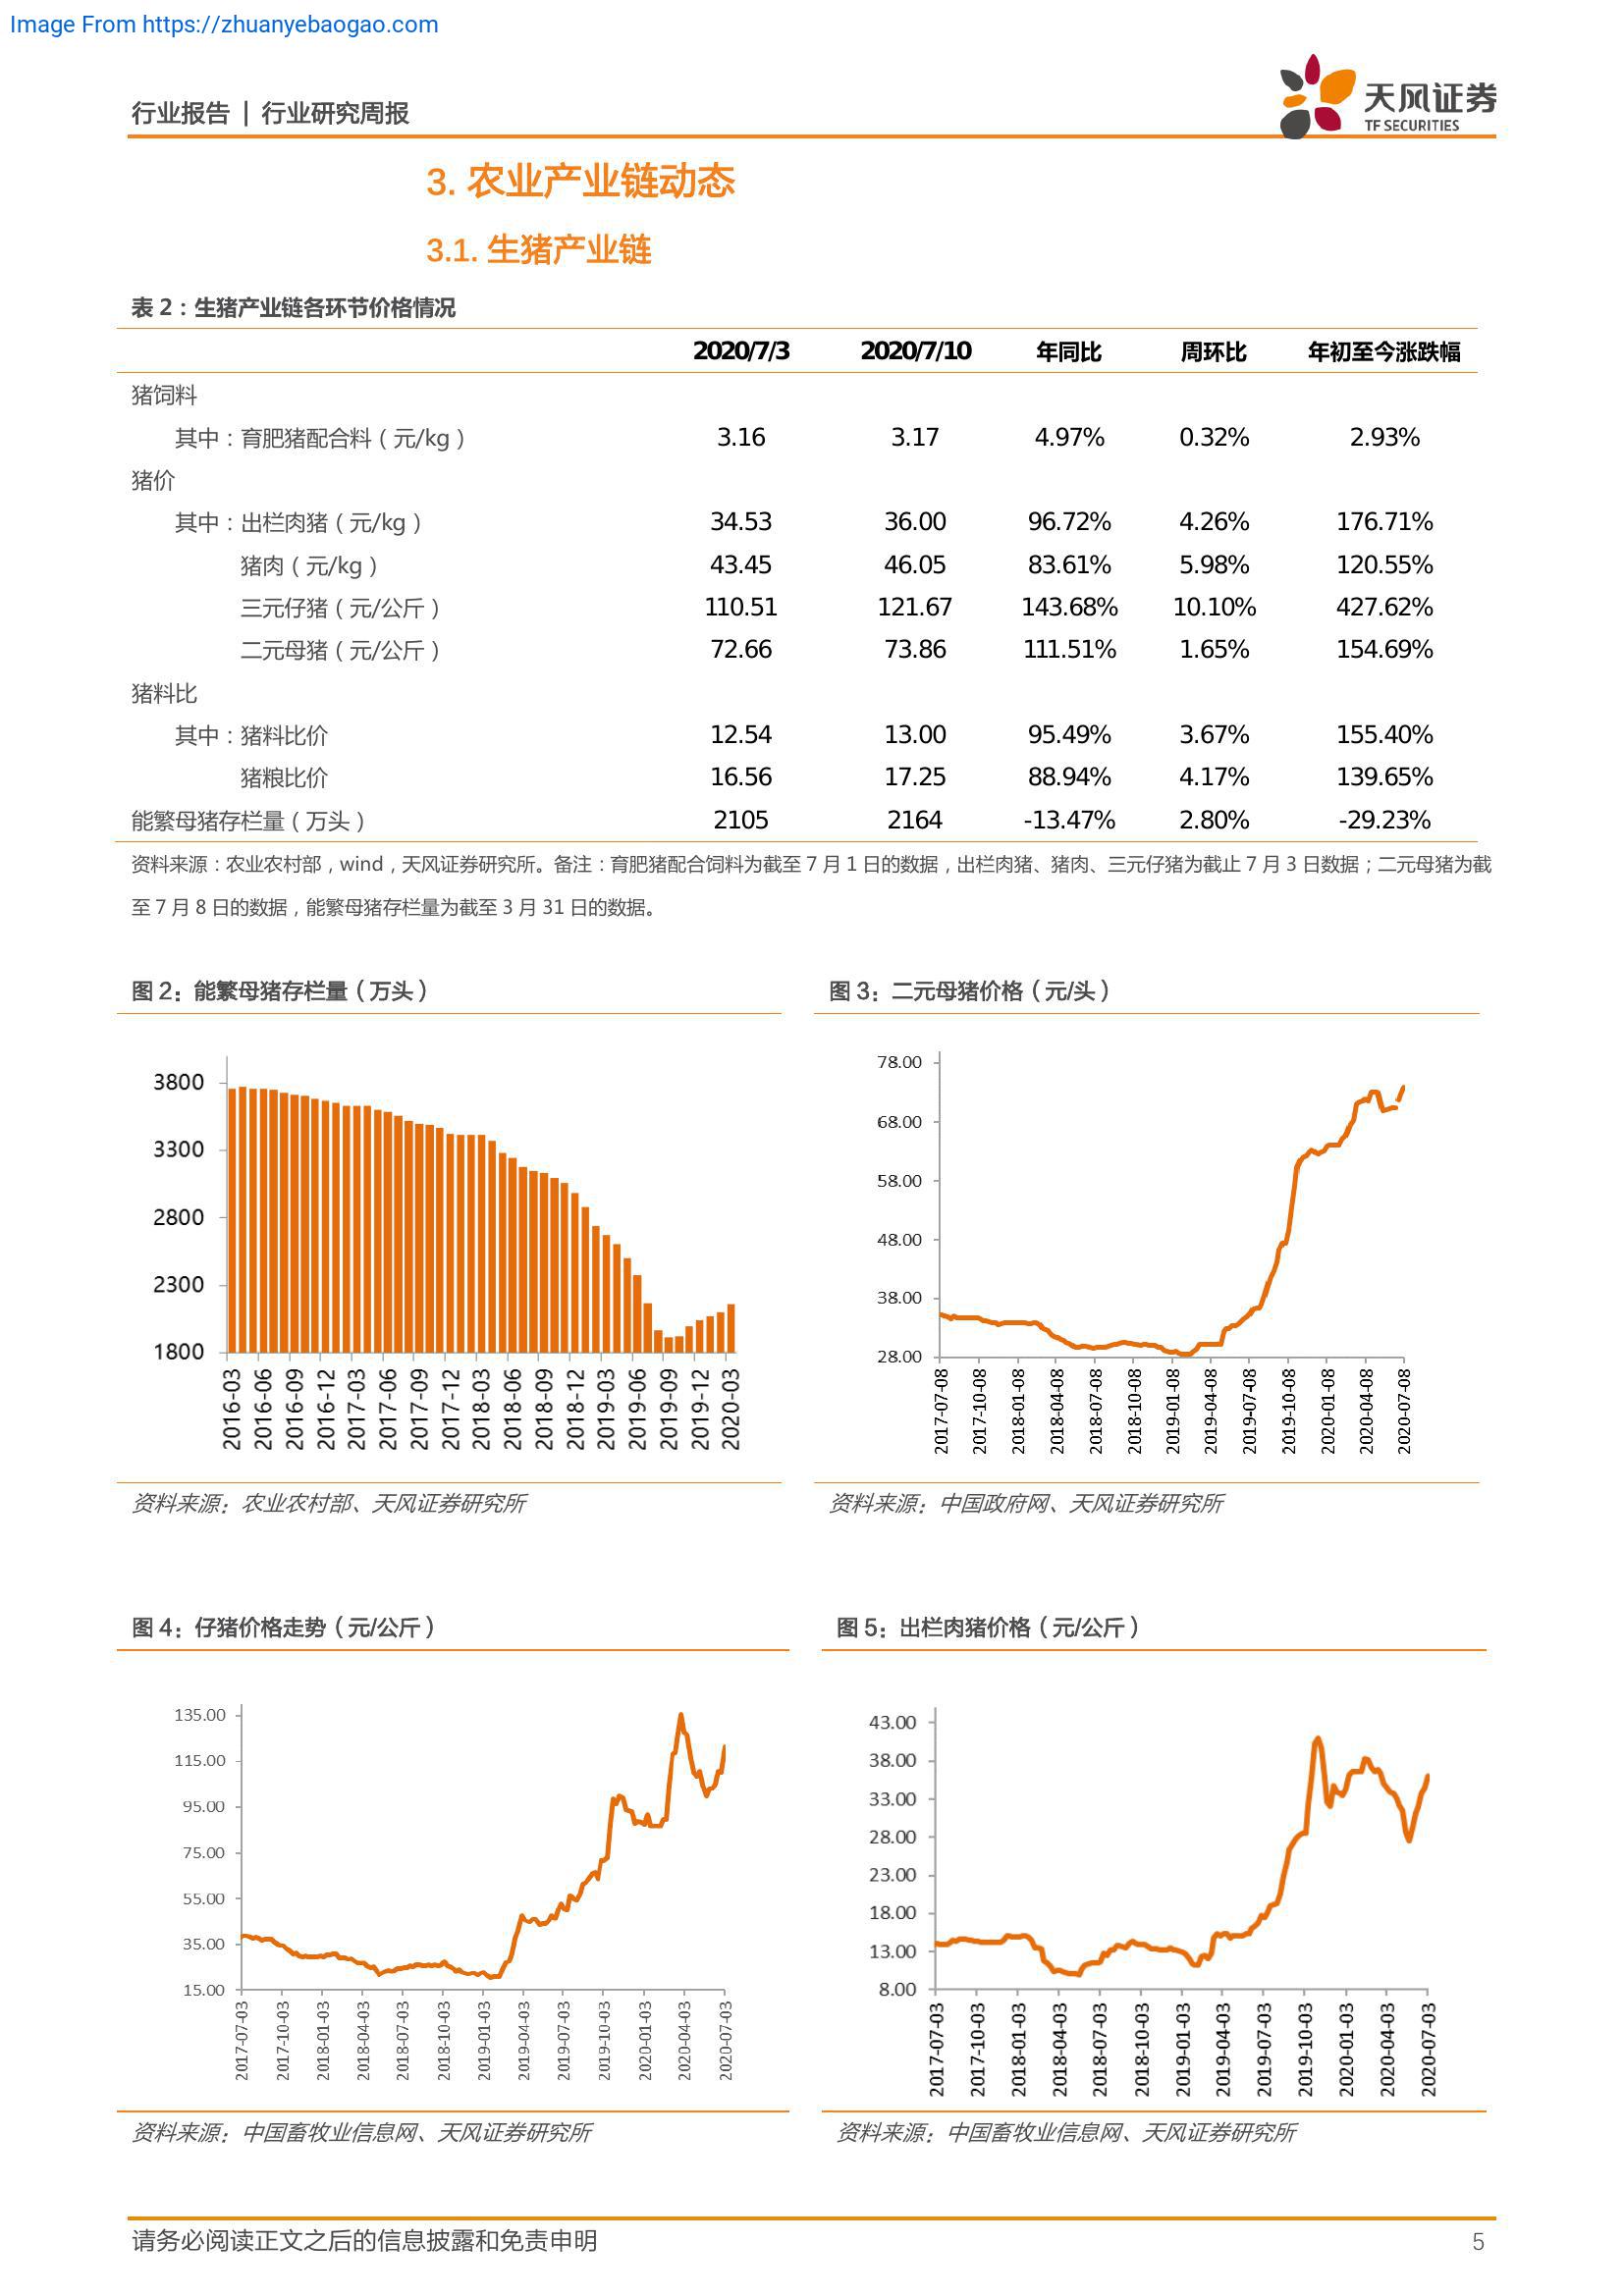 Image From https://zhuanyebaogao.com
行业报告 | 行业研究周报
天风证券
TF SECURITIES
3. 农业产业链动态
3.1. 生猪产业链
表 2：生猪产业链各环节价格情况
2020/7/3 2020/7/10 年同比 周环比 年初至今涨跌幅
猪饲料
其中：育肥猪配合料（元/kg） 3.16 3.17 4.97% 0.32% 2.93%
猪价
其中：出栏肉猪（元/kg） 34.53 36.00 96.72% 4.26% 176.71%
猪肉（元/kg） 43.45 46.05 83.61% 5.98% 120.55%
三元仔猪（元/公斤） 110.51 121.67 143.68% 10.10% 427.62%
二元母猪（元/公斤） 72.66 73.86 111.51% 1.65% 154.69%
猪料比
其中：猪料比价 12.54 13.00 95.49% 3.67% 155.40%
猪粮比价 16.56 17.25 88.94% 4.17% 139.65%
能繁母猪存栏量（万头） 2105 2164 -13.47% 2.80% -29.23%
资料来源：农业农村部，wind，天风证券研究所。备注：育肥猪配合饲料为截至 7 月 1 日的数据，出栏肉猪、猪肉、三元仔猪为截止 7 月 3 日数据；二元母猪为截
至 7 月 8 日的数据，能繁母猪存栏量为截至 3 月 31 日的数据。
图 2：能繁母猪存栏量（万头）
3800
3300
2800
2300
1800
2016-03 2016-06 2016-09 2016-12 2017-03 2017-06 2017-09 2017-12 2018-03 2018-06 2018-09 2018-12 2019-03 2019-06 2019-09 2019-12 2020-03
资料来源：农业农村部、天风证券研究所
图 3：二元母猪价格（元/头）
78.00
68.00
58.00
48.00
38.00
28.00
2017-07-08 2017-10-08 2018-01-08 2018-04-08 2018-07-08 2018-10-08 2019-01-08 2019-04-08 2019-07-08 2019-10-08 2020-01-08 2020-04-08 2020-07-08
资料来源：中国政府网、天风证券研究所
图 4：仔猪价格走势（元/公斤）
135.00
115.00
95.00
75.00
55.00
35.00
15.00
2017-07-03 2017-10-03 2018-01-03 2018-04-03 2018-07-03 2018-10-03 2019-01-03 2019-04-03 2019-07-03 2019-10-03 2020-01-03 2020-04-03 2020-07-03
资料来源：中国畜牧业信息网、天风证券研究所
图 5：出栏肉猪价格（元/公斤）
43.00
38.00
33.00
28.00
23.00
18.00
13.00
8.00
2017-07-03 2017-10-03 2018-01-03 2018-04-03 2018-07-03 2018-10-03 2019-01-03 2019-04-03 2019-07-03 2019-10-03 2020-01-03 2020-04-03 2020-07-03
资料来源：中国畜牧业信息网、天风证券研究所
请务必阅读正文之后的信息披露和免责申明 5